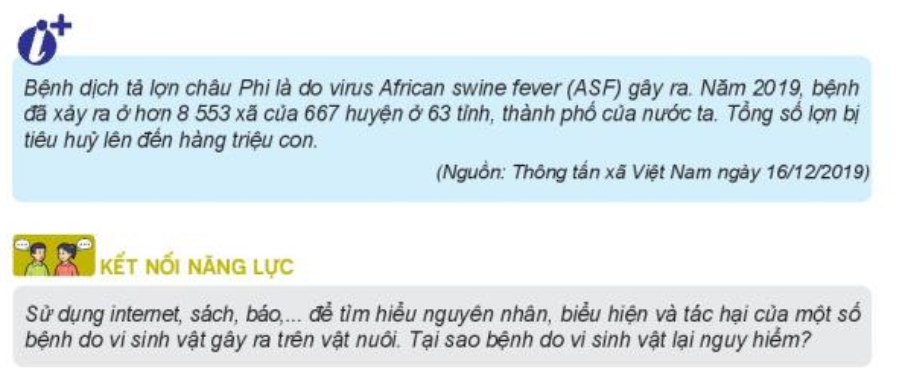 i+
Bệnh dịch tả lợn châu Phi là do virus African swine fever (ASF) gây ra. Năm 2019, bệnh
đã xảy ra ở hơn 8 553 xã của 667 huyện ở 63 tỉnh, thành phố của nước ta. Tổng số lợn bị
tiêu huỷ lên đến hàng triệu con.
(Nguồn: Thông tấn xã Việt Nam ngày 16/12/2019)
KẾT NỐI NĂNG LỰC
Sử dụng internet, sách, báo,... để tìm hiểu nguyên nhân, biểu hiện và tác hại của một số
bệnh do vi sinh vật gây ra trên vật nuôi. Tại sao bệnh do vi sinh vật lại nguy hiểm?